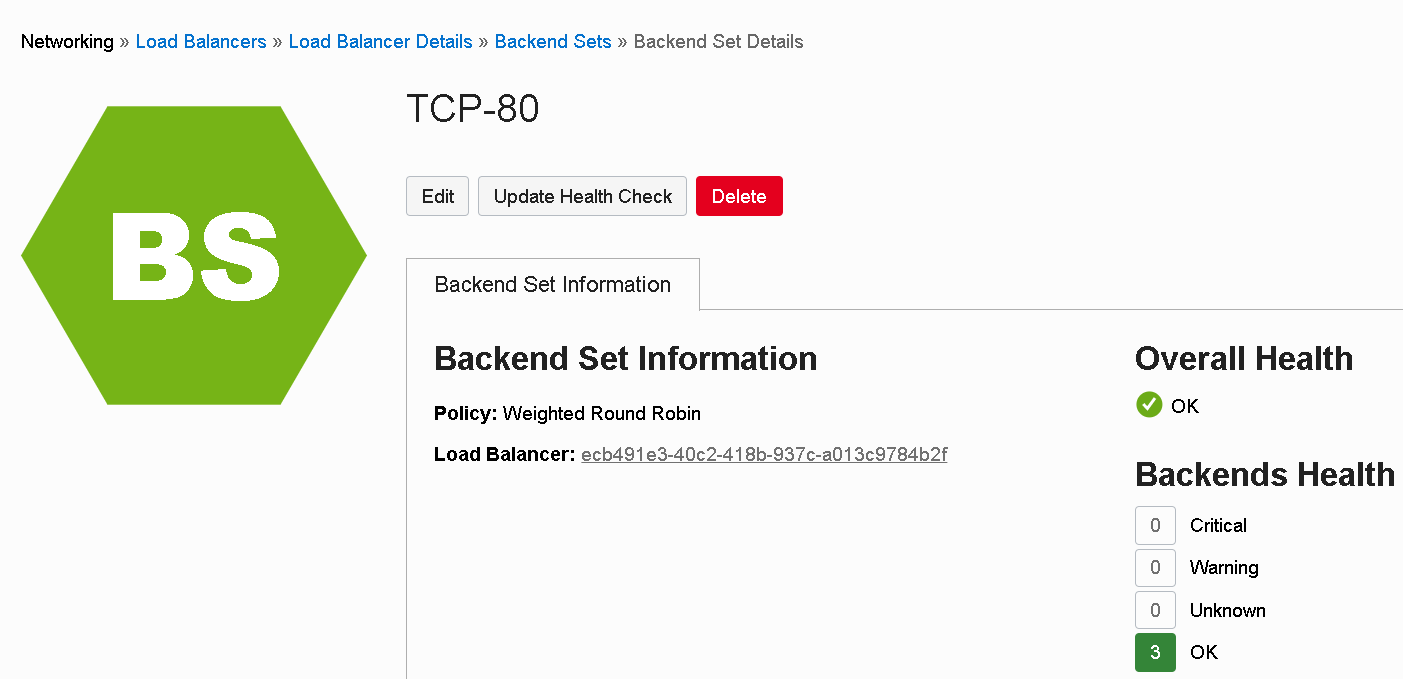 Networking » Load Balancers » Load Balancer Details » Backend Sets » Backend Set Details
BS
TCP-80
Edit Update Health Check Delete
Backend Set Information
Backend Set Information
Policy: Weighted Round Robin
Load Balancer: ecb491e3-40c2-418b-937c-a013c9784b2f
Overall Health
OK
Backends Health
0 Critical
0 Warning
0 Unknown
3 OK